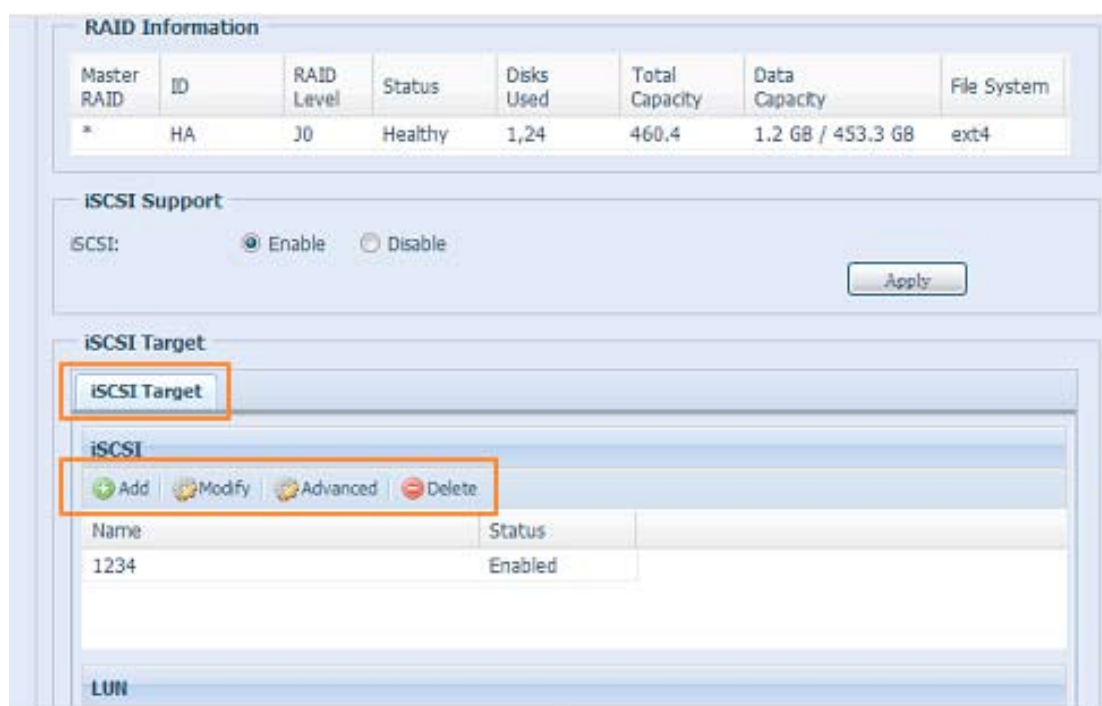 RAID Information
Master RAID ID RAID Level Status Disks Used Total Capacity Data Capacity File System
* HA J0 Healthy 1,24 460.4 1.2 GB / 453.3 GB ext4
iSCSI Support
iSCSI: Enable Disable
Apply
iSCSI Target
iSCSI Target
iSCSI
Add Modify Advanced Delete
Name Status
1234 Enabled
LUN